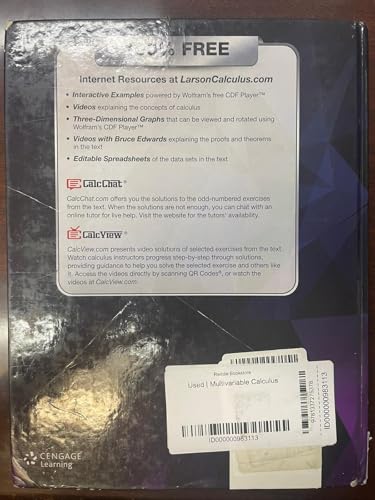 % FREE
Internet Resources at LarsonCalculus.com
• Interactive Examples powered by Wolfram's free CDF Player™
• Videos explaining the concepts of calculus
• Three-Dimensional Graphs that can be viewed and rotated using
Wolfram's CDF Player™
• Videos with Bruce Edwards explaining the proofs and theorems
in the text
• Editable Spreadsheets of the data sets in the text
CalcChat®
CalcChat.com offers you the solutions to the odd-numbered exercises
from the text. When the solutions are not enough, you can chat with an
online tutor for live help. Visit the website for the tutors' availability.
CalcView®
CalcView.com presents video solutions of selected exercises from the text.
Watch calculus instructors progress step-by-step through solutions,
providing guidance to help you solve the selected exercise and others like
it. Access the videos directly by scanning QR Codes®, or watch the
videos at CalcView.com.
Used | Multivariable Calculus
ID000000983113
9781337275378
ID000000983113
CENGAGE
Learning